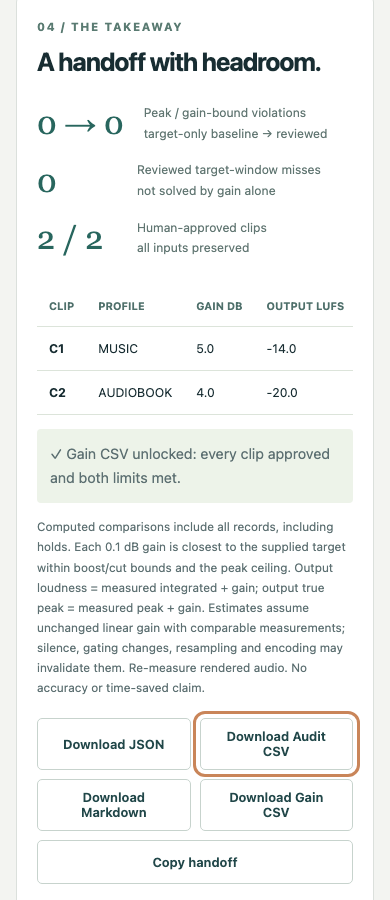 04 / THE TAKEAWAY
A handoff with headroom.
0 → 0
Peak / gain-bound violations
target-only baseline → reviewed
0
Reviewed target-window misses
not solved by gain alone
2 / 2
Human-approved clips
all inputs preserved
CLIP PROFILE GAIN DB OUTPUT LUFS
C1 MUSIC 5.0 -14.0
C2 AUDIOBOOK 4.0 -20.0
✓ Gain CSV unlocked: every clip approved
and both limits met.
Computed comparisons include all records, including
holds. Each 0.1 dB gain is closest to the supplied target
within boost/cut bounds and the peak ceiling. Output
loudness = measured integrated + gain; output true
peak = measured peak + gain. Estimates assume
unchanged linear gain with comparable measurements;
silence, gating changes, resampling and encoding may
invalidate them. Re-measure rendered audio. No
accuracy or time-saved claim.
Download JSON
Download Audit
CSV
Download
Markdown
Download Gain
CSV
Copy handoff